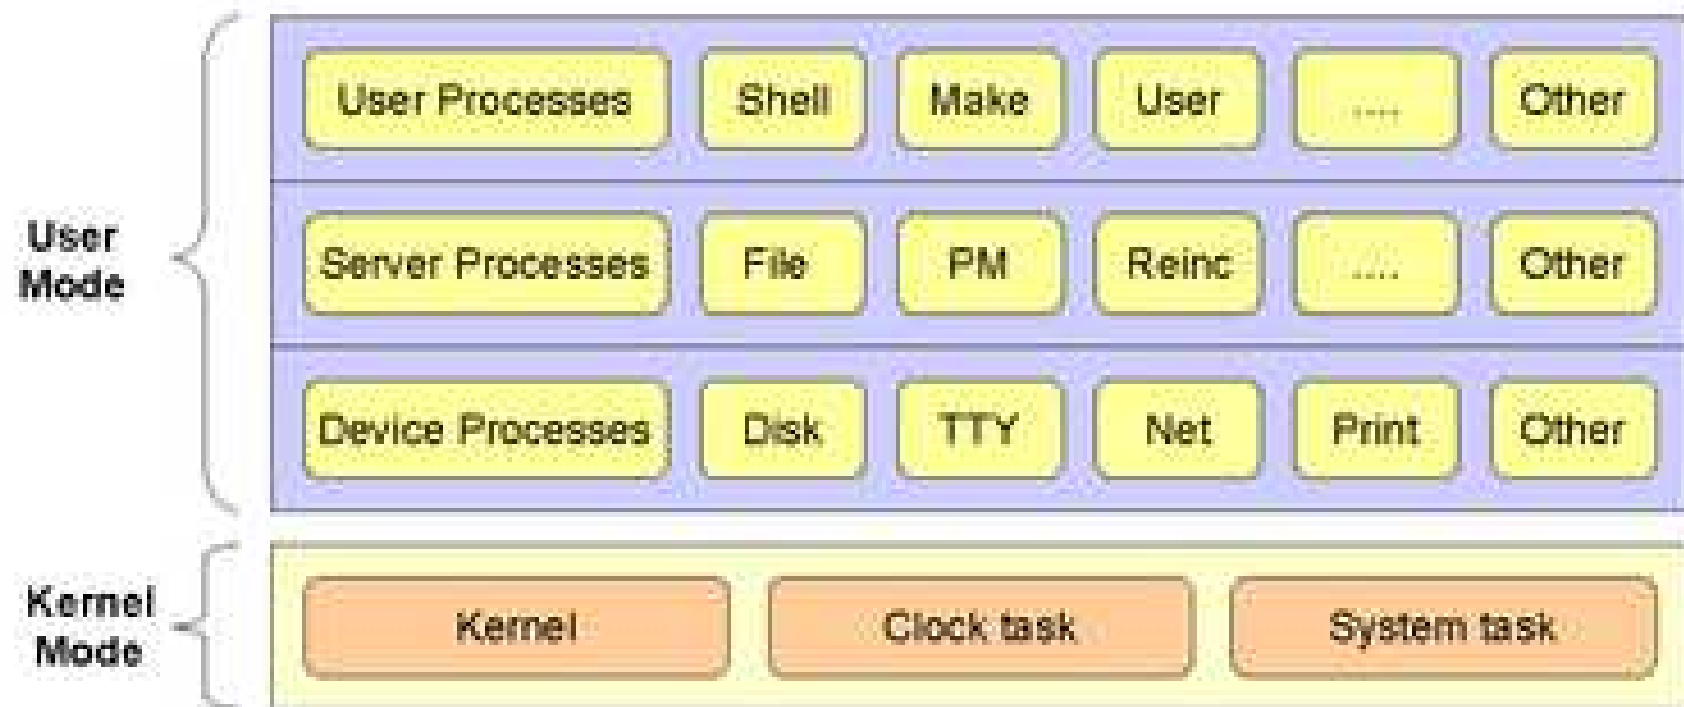 User Processes Shell Make User .... Other
User
Mode
Server Processes File PM Reinc .... Other
Device Processes Disk TTY Net Print Other
Kernel
Mode
Kernel Clock task System task